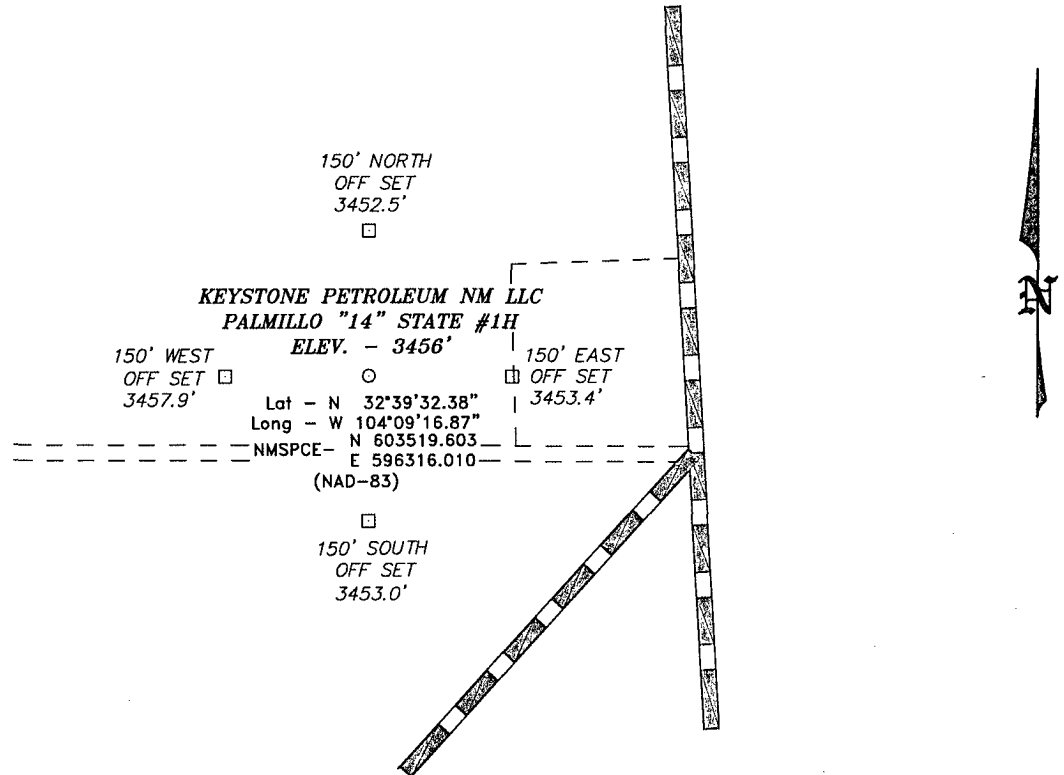 150' NORTH
OFF SET
3452.5'
KEYSTONE PETROLEUM NM LLC
PALMILLO "14" STATE #1H
ELEV. - 3456'
150' WEST
OFF SET
3457.9'
150' EAST
OFF SET
3453.4'
Lat - N 32°39'32.38"
Long - W 104°09'16.87"
NMSPCE- N 603519.603
E 596316.010
(NAD-83)
150' SOUTH
OFF SET
3453.0'
N